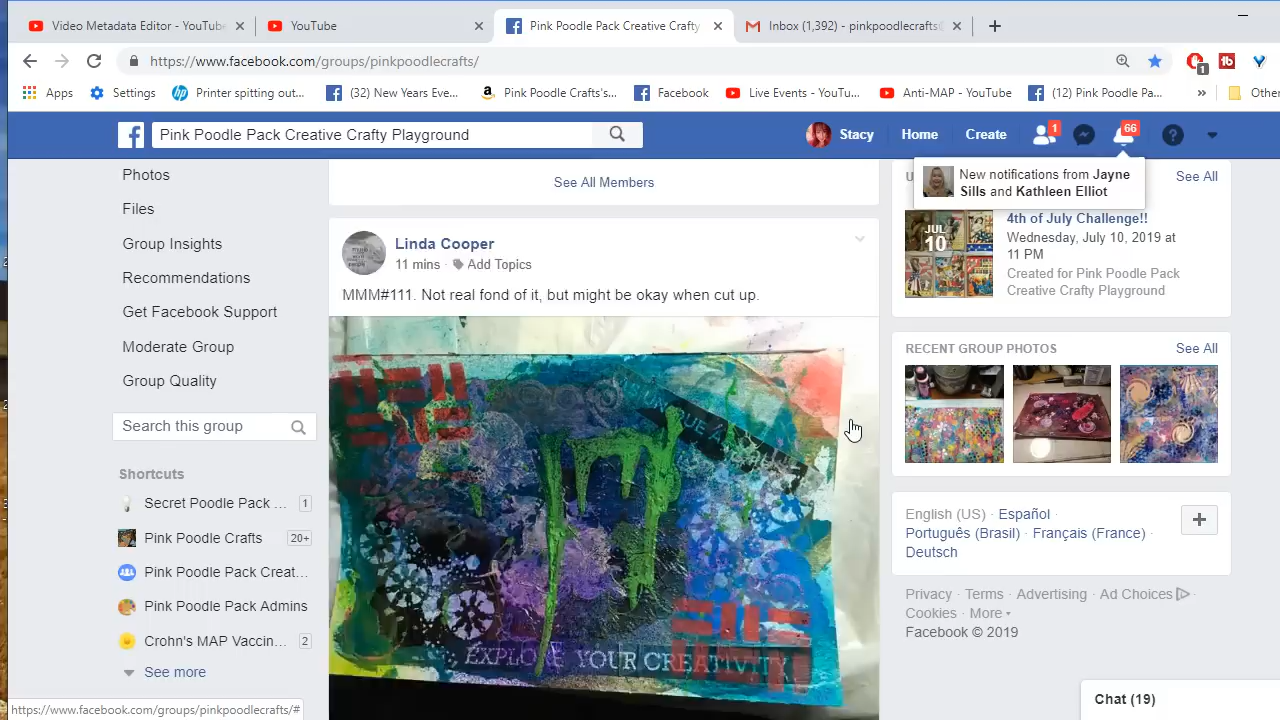 Video Metadata Editor - YouTube
YouTube
Pink Poodle Pack Creative Crafty
Inbox (1,392) - pinkpoodlecrafts
https://www.facebook.com/groups/pinkpoodlecrafts/
1
Apps
Settings
Printer spitting out...
(32) New Years Eve...
Pink Poodle Crafts's...
Facebook
Live Events - YouTu...
Anti-MAP - YouTube
(12) Pink Poodle Pa...
»
Other
Pink Poodle Pack Creative Crafty Playground
Stacy
Home
Create
1
66
New notifications from Jayne
Sills and Kathleen Elliot
Photos
Files
Group Insights
Recommendations
Get Facebook Support
Moderate Group
Group Quality
Search this group
Shortcuts
Secret Poodle Pack ... 1
Pink Poodle Crafts 20+
Pink Poodle Pack Creat...
Pink Poodle Pack Admins
Crohn's MAP Vaccin... 2
See more
https://www.facebook.com/groups/pinkpoodlecrafts/#
See All Members
Linda Cooper
11 mins · Add Topics
MMM#111. Not real fond of it, but might be okay when cut up.
EXPLORE YOUR CREATIVITY
See All
JUL
10
4th of July Challenge!!
Wednesday, July 10, 2019 at
11 PM
Created for Pink Poodle Pack
Creative Crafty Playground
RECENT GROUP PHOTOS
See All
English (US) · Español ·
Português (Brasil) · Français (France) ·
Deutsch
Privacy · Terms · Advertising · Ad Choices ·
Cookies · More
Facebook © 2019
Chat (19)